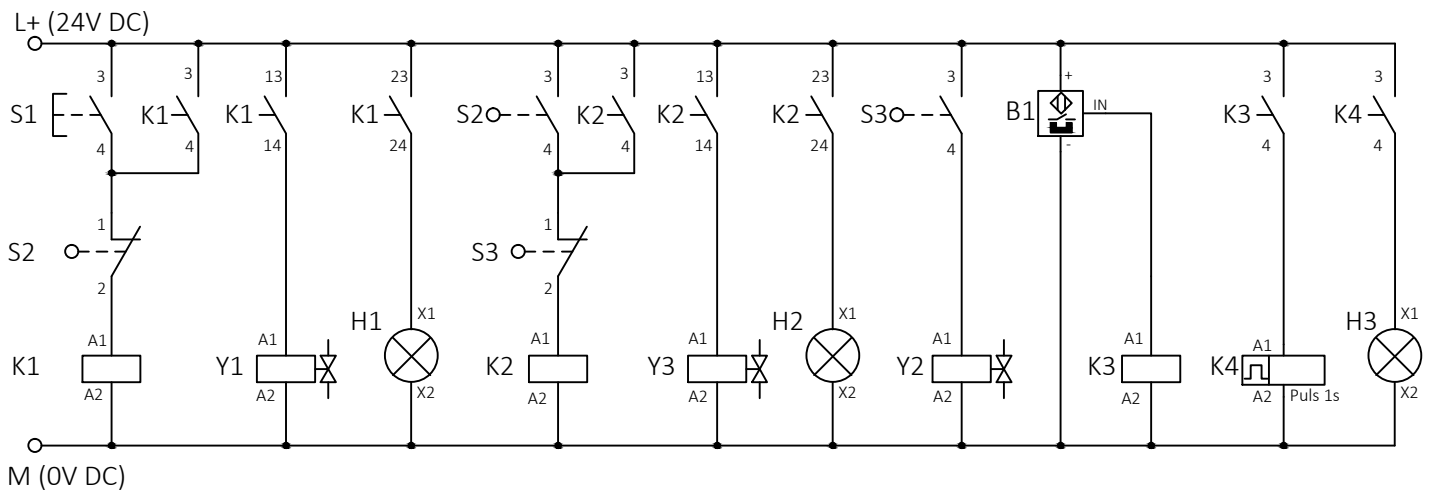 L+ (24V DC)
3 3 13 23 3 3 13 23 3 + 3 3
S1 K1 K1 K1 S2 K2 K2 K2 S3 B1 IN K3 K4
4 4 14 24 4 4 14 24 4 - 4 4
1 1
S2 S3
2 2
H1 X1 H2 X1 H3 X1
A1 A1 A1 A1 A1 A1 A1
K1 Y1 K2 Y3 Y2 K3 K4
A2 A2 X2 A2 A2 X2 A2 A2 A2 Puls 1s X2
M (0V DC)